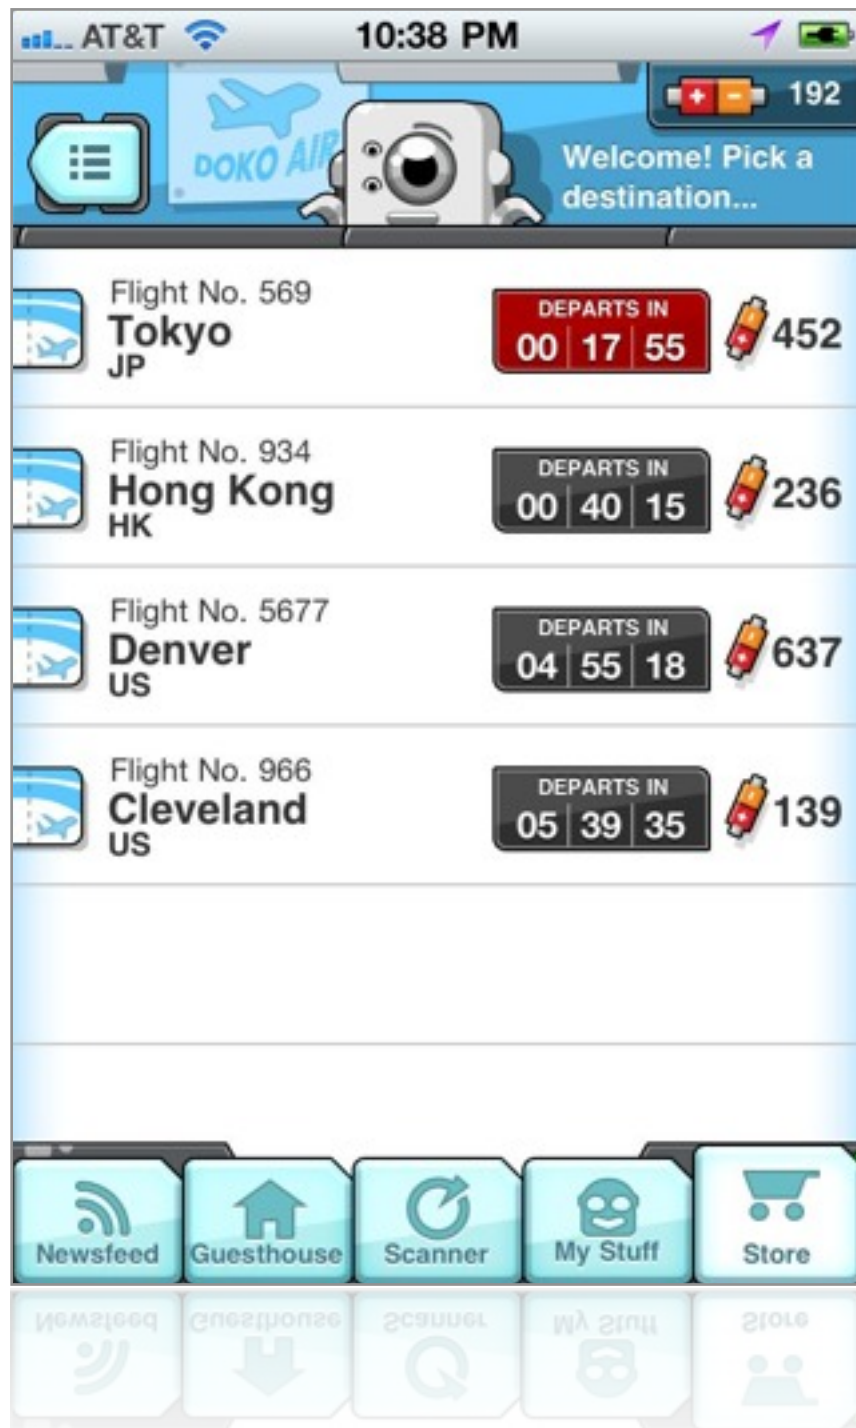 AT&T 10:38 PM
192
DOKO AIR
Welcome! Pick a
destination...
Flight No. 569
Tokyo
JP
DEPARTS IN
00 17 55
452
Flight No. 934
Hong Kong
HK
DEPARTS IN
00 40 15
236
Flight No. 5677
Denver
US
DEPARTS IN
04 55 18
637
Flight No. 966
Cleveland
US
DEPARTS IN
05 39 35
139
Newsfeed Guesthouse Scanner My Stuff Store